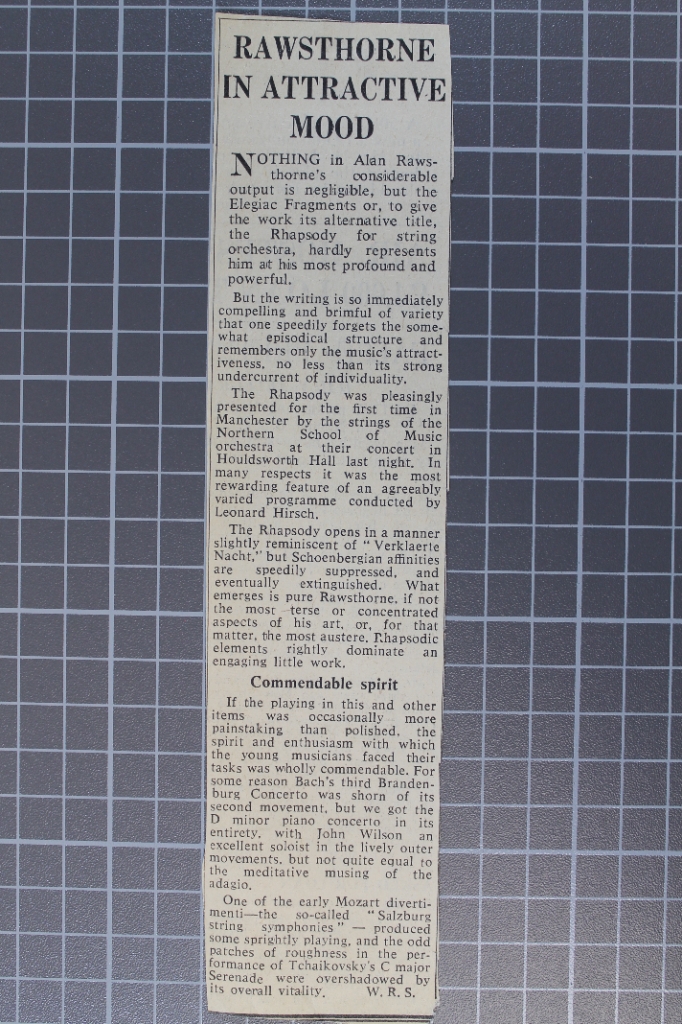 RAWSTHORNE
IN ATTRACTIVE
MOOD
NOTHING in Alan Raws-
thorne's considerable
output is negligible, but the
Elegiac Fragments or, to give
the work its alternative title,
the Rhapsody for string
orchestra, hardly represents
him at his most profound and
powerful.
But the writing is so immediately
compelling and brimful of variety
that one speedily forgets the some-
what episodical structure and
remembers only the music's attract-
iveness, no less than its strong
undercurrent of individuality.
The Rhapsody was pleasingly
presented for the first time in
Manchester by the strings of the
Northern School of Music
orchestra at their concert in
Houldsworth Hall last night. In
many respects it was the most
rewarding feature of an agreeably
varied programme conducted by
Leonard Hirsch.
The Rhapsody opens in a manner
slightly reminiscent of "Verklaerte
Nacht," but Schoenbergian affinities
are speedily suppressed, and
eventually extinguished. What
emerges is pure Rawsthorne, if not
the most terse or concentrated
aspects of his art, or, for that
matter, the most austere. Rhapsodic
elements rightly dominate an
engaging little work.
Commendable spirit
If the playing in this and other
items was occasionally more
painstaking than polished, the
spirit and enthusiasm with which
the young musicians faced their
tasks was wholly commendable. For
some reason Bach's third Branden-
burg Concerto was shorn of its
second movement, but we got the
D minor piano concerto in its
entirety, with John Wilson an
excellent soloist in the lively outer
movements, but not quite equal to
the meditative musing of the
adagio.
One of the early Mozart diverti-
menti—the so-called "Salzburg
string symphonies" — produced
some sprightly playing, and the odd
patches of roughness in the per-
formance of Tchaikovsky's C major
Serenade were overshadowed by
its overall vitality. W. R. S.